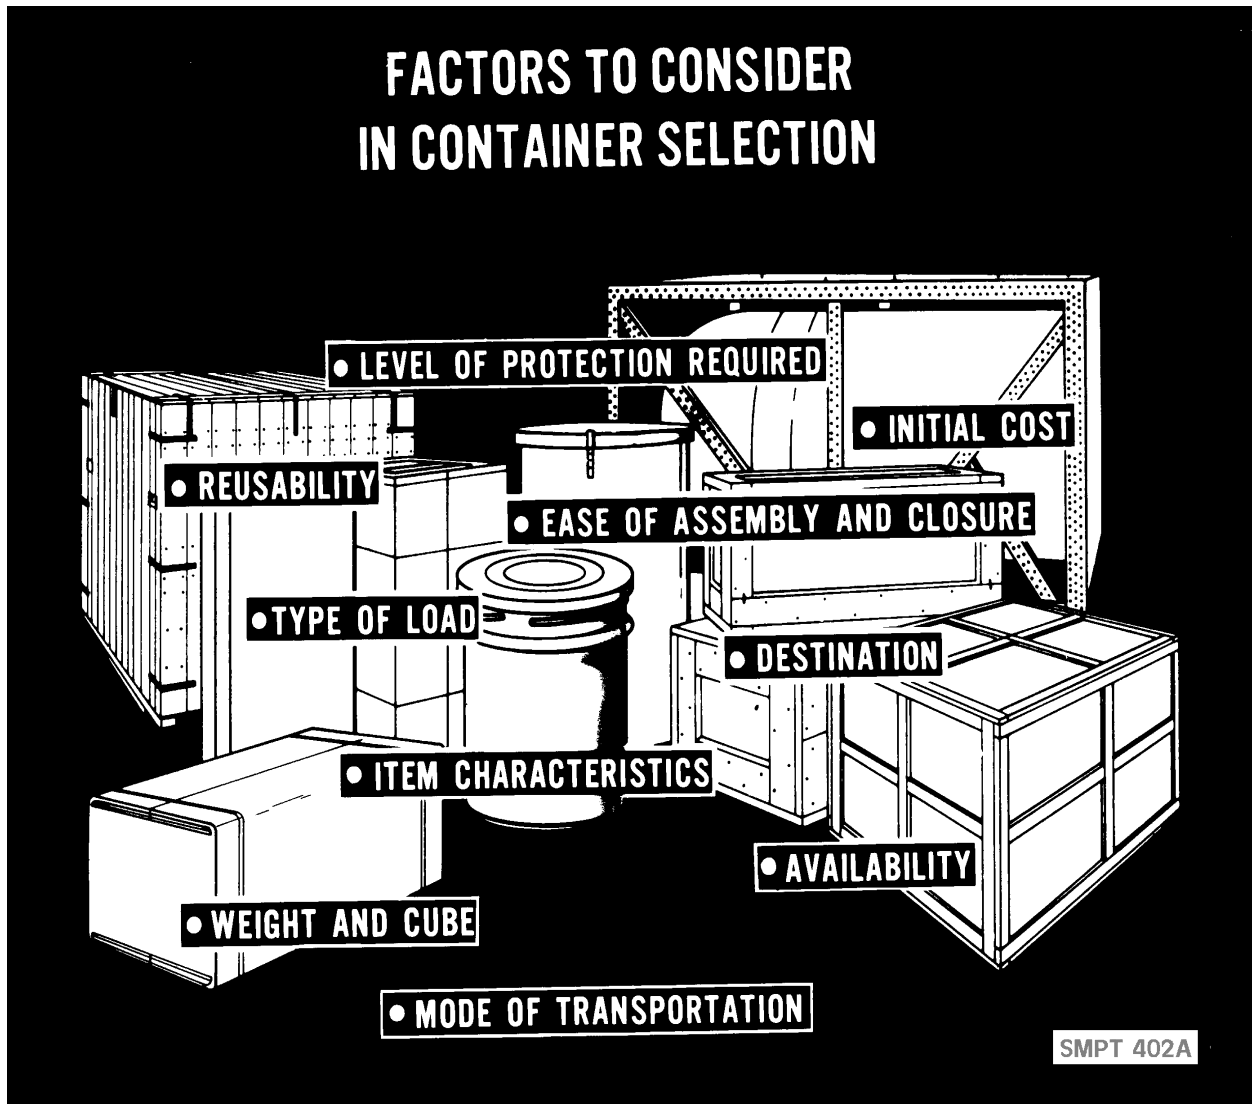 FACTORS TO CONSIDER
IN CONTAINER SELECTION
• LEVEL OF PROTECTION REQUIRED
• INITIAL COST
• REUSABILITY
• EASE OF ASSEMBLY AND CLOSURE
• TYPE OF LOAD
• DESTINATION
• ITEM CHARACTERISTICS
• AVAILABILITY
• WEIGHT AND CUBE
• MODE OF TRANSPORTATION
SMPT 402A